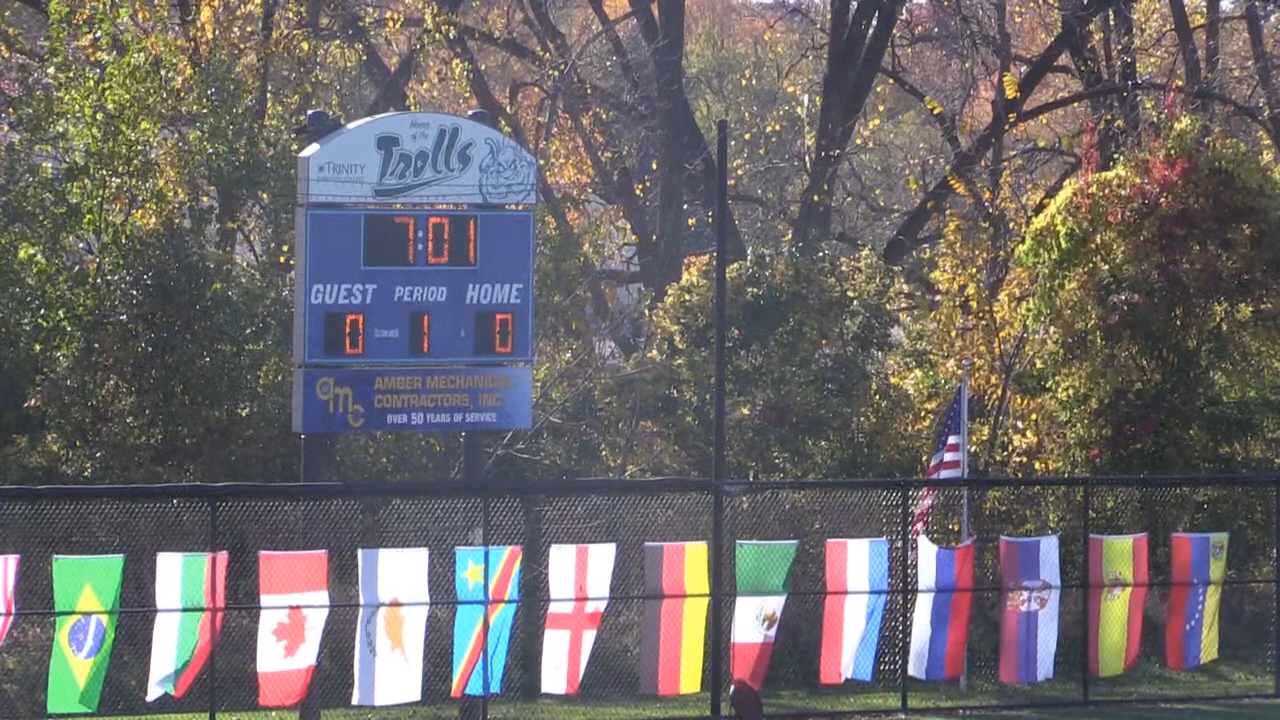 Home
of the
TRINITY
Trolls
7:01
GUEST PERIOD HOME
0 1 0
amc
AMBER MECHANICAL
CONTRACTORS, INC.
OVER 50 YEARS OF SERVICE